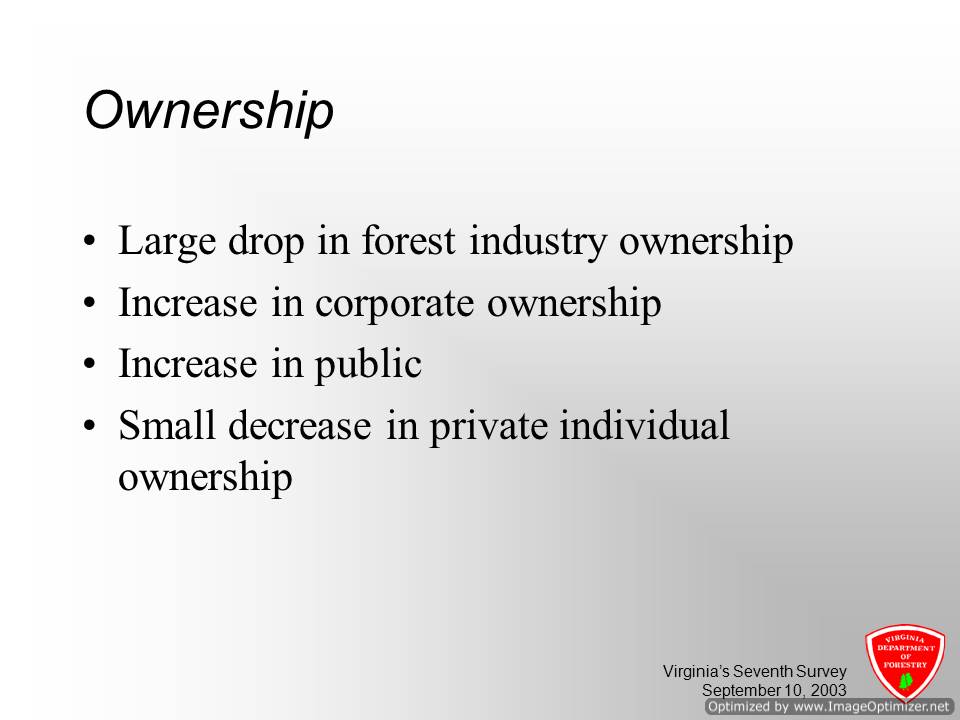 Ownership
• Large drop in forest industry ownership
• Increase in corporate ownership
• Increase in public
• Small decrease in private individual
ownership
Virginia's Seventh Survey
September 10, 2003
VIRGINIA
DEPARTMENT
OF
FORESTRY
Optimized by www.ImageOptimizer.net